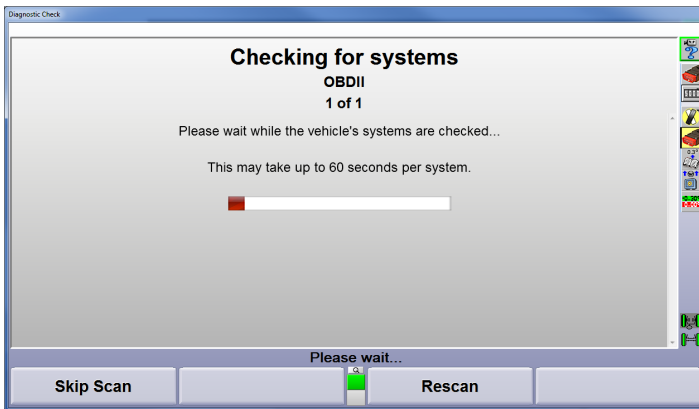 Diagnostic Check
Checking for systems
OBDII
1 of 1
Please wait while the vehicle's systems are checked...
This may take up to 60 seconds per system.
Please wait...
Skip Scan
Rescan